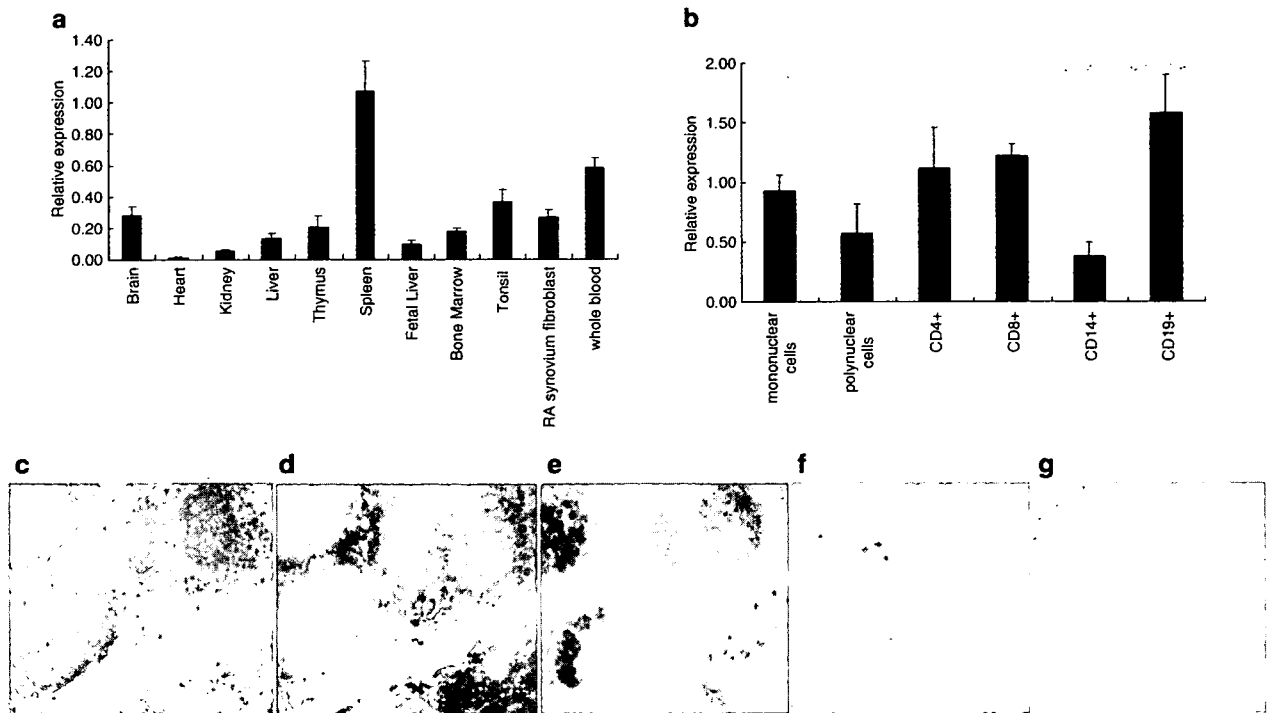 a
1.40
1.20
1.00
0.80
0.60
0.40
0.20
0.00
Relative expression
Brain
Heart
Kidney
Liver
Thymus
Spleen
Fetal Liver
Bone Marrow
Tonsil
RA synovium fibroblast
whole blood
b
2.00
1.50
1.00
0.50
0.00
Relative expression
mononuclear
cells
polynuclear
cells
CD4+
CD8+
CD14+
CD19+
c
d
e
f
g